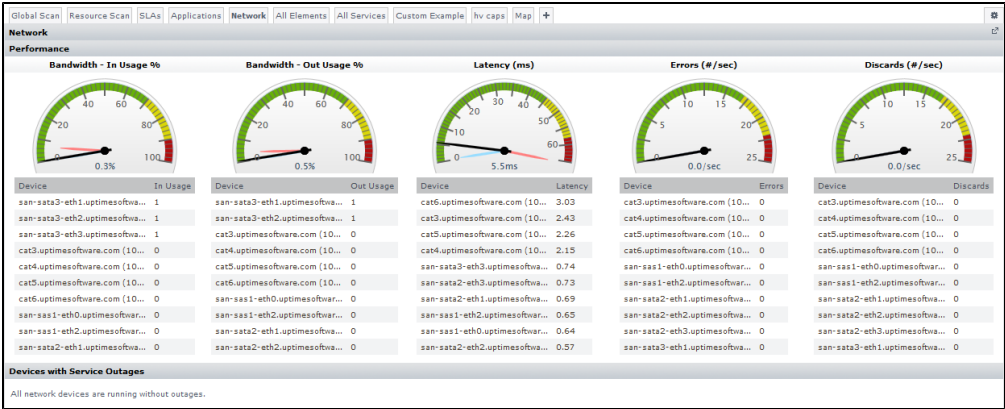 Global Scan Resource Scan SLAs Applications Network All Elements All Services Custom Example hv caps Map +
Network
Performance
Bandwidth - In Usage % Bandwidth - Out Usage % Latency (ms) Errors (#/sec) Discards (#/sec)
0 20 40 60 80 100 0.3%
0 20 40 60 80 100 0.5%
0 10 20 30 40 50 60 5.5ms
0 5 10 15 20 25 0.0/sec
0 5 10 15 20 25 0.0/sec
Device In Usage
san-sata3-eth1.uptimesoftwa... 1
san-sata3-eth2.uptimesoftwa... 1
san-sata3-eth3.uptimesoftwa... 1
cat3.uptimesoftware.com (10... 0
cat4.uptimesoftware.com (10... 0
cat5.uptimesoftware.com (10... 0
cat6.uptimesoftware.com (10... 0
san-sas1-eth0.uptimesoftwar... 0
san-sas1-eth2.uptimesoftwar... 0
san-sata2-eth1.uptimesoftwa... 0
Device Out Usage
san-sata3-eth1.uptimesoftwa... 1
san-sata3-eth2.uptimesoftwa... 1
cat3.uptimesoftware.com (10... 0
cat4.uptimesoftware.com (10... 0
cat5.uptimesoftware.com (10... 0
cat6.uptimesoftware.com (10... 0
san-sas1-eth0.uptimesoftwar... 0
san-sas1-eth2.uptimesoftwar... 0
san-sata2-eth1.uptimesoftwa... 0
san-sata2-eth2.uptimesoftwa... 0
Device Latency
cat6.uptimesoftware.com (10... 3.03
cat3.uptimesoftware.com (10... 2.43
cat5.uptimesoftware.com (10... 2.26
cat4.uptimesoftware.com (10... 2.15
san-sata3-eth3.uptimesoftwa... 0.74
san-sata2-eth3.uptimesoftwa... 0.73
san-sata2-eth1.uptimesoftwa... 0.69
san-sas1-eth2.uptimesoftwar... 0.65
san-sas1-eth0.uptimesoftwar... 0.64
san-sata2-eth2.uptimesoftwa... 0.57
Device Errors
cat3.uptimesoftware.com (10... 0
cat4.uptimesoftware.com (10... 0
cat5.uptimesoftware.com (10... 0
cat6.uptimesoftware.com (10... 0
san-sas1-eth0.uptimesoftwar... 0
san-sas1-eth2.uptimesoftwar... 0
san-sata2-eth1.uptimesoftwa... 0
san-sata2-eth2.uptimesoftwa... 0
san-sata2-eth3.uptimesoftwa... 0
san-sata3-eth1.uptimesoftwa... 0
Device Discards
cat3.uptimesoftware.com (10... 0
cat4.uptimesoftware.com (10... 0
cat5.uptimesoftware.com (10... 0
cat6.uptimesoftware.com (10... 0
san-sas1-eth0.uptimesoftwar... 0
san-sas1-eth2.uptimesoftwar... 0
san-sata2-eth1.uptimesoftwa... 0
san-sata2-eth2.uptimesoftwa... 0
san-sata2-eth3.uptimesoftwa... 0
san-sata3-eth1.uptimesoftwa... 0
Devices with Service Outages
All network devices are running without outages.